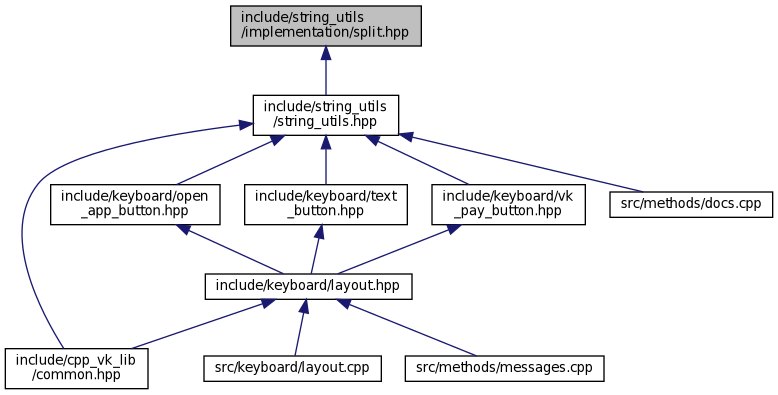 include/string_utils
/implementation/split.hpp
include/string_utils
/string_utils.hpp
include/keyboard/open
_app_button.hpp
include/keyboard/text
_button.hpp
include/keyboard/vk
_pay_button.hpp
src/methods/docs.cpp
include/keyboard/layout.hpp
include/cpp_vk_lib
/common.hpp
src/keyboard/layout.cpp
src/methods/messages.cpp